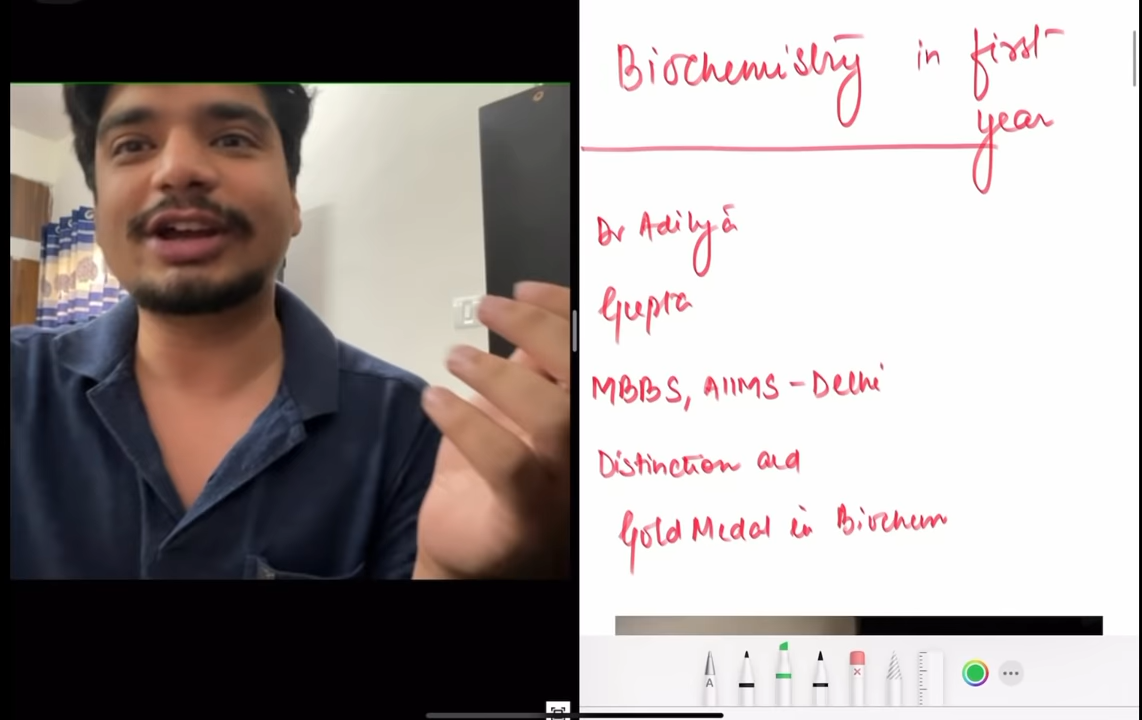 Biochemistry in first
year
Dr Aditya
Gupta
MBBS, AIIMS - Delhi
Distinction and
Gold Medal in Biochem
A